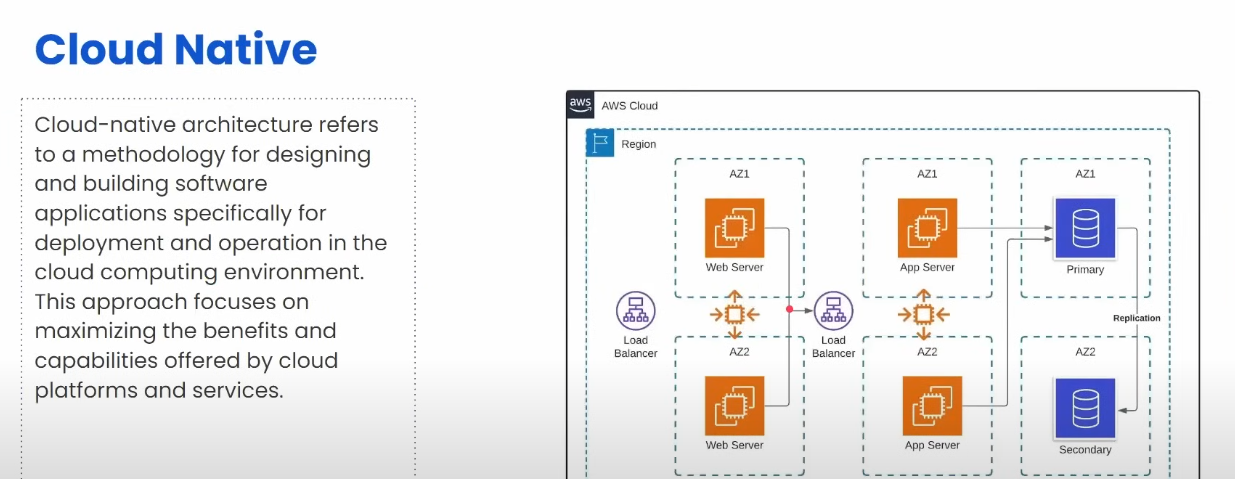 Cloud Native
Cloud-native architecture refers
to a methodology for designing
and building software
applications specifically for
deployment and operation in the
cloud computing environment.
This approach focuses on
maximizing the benefits and
capabilities offered by cloud
platforms and services.
aws
AWS Cloud
Region
AZ1
AZ1
AZ1
Web Server
App Server
Primary
Load
Balancer
Load
Balancer
Replication
AZ2
AZ2
AZ2
Web Server
App Server
Secondary